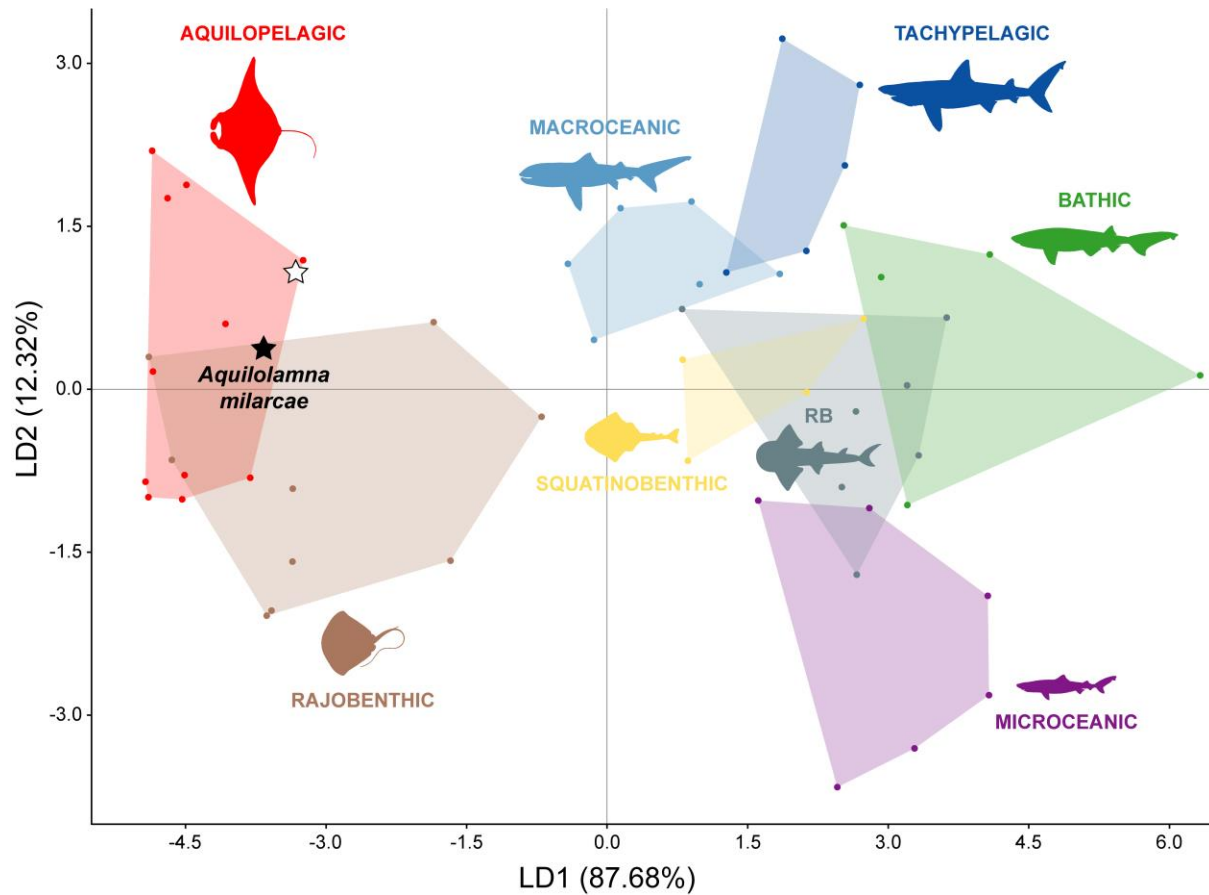 AQUILOPELAGIC
TACHYPELAGIC
MACROCEANIC
BATHIC
Aquilolamna
milarcae
RB
SQUATINOBENTHIC
RAJOBENTHIC
MICROCEANIC
3.0
1.5
0.0
-1.5
-3.0
LD2 (12.32%)
-4.5
-3.0
-1.5
0.0
1.5
3.0
4.5
6.0
LD1 (87.68%)